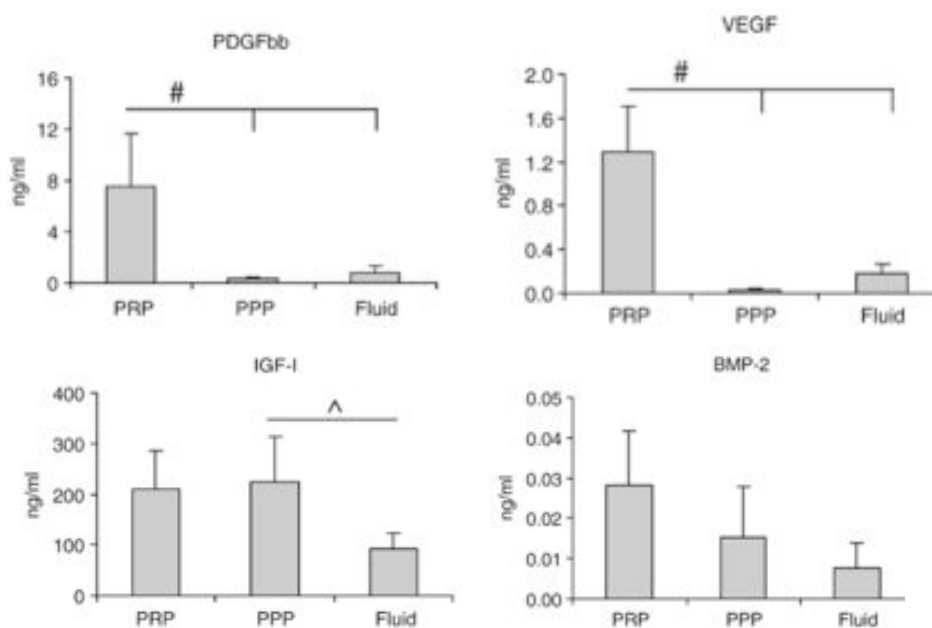 PDGFbb
16
12
8
4
0
ng/ml
#
PRP PPP Fluid
VEGF
2.0
1.6
1.2
0.8
0.4
0.0
ng/ml
#
PRP PPP Fluid
IGF-I
400
300
200
100
0
ng/ml
^
PRP PPP Fluid
BMP-2
0.05
0.04
0.03
0.02
0.01
0.00
ng/ml
PRP PPP Fluid